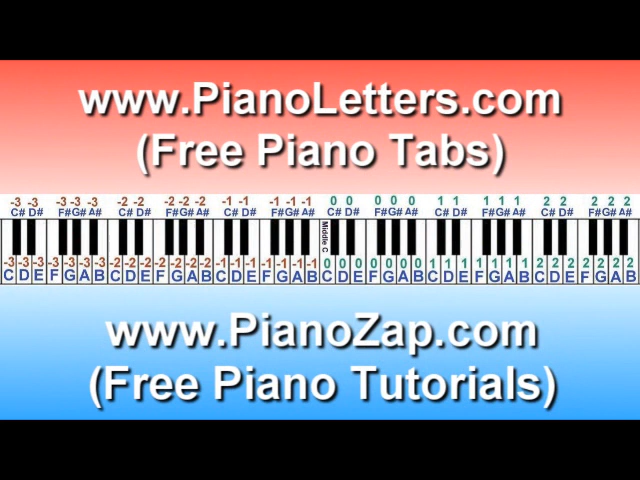 www.PianoLetters.com
(Free Piano Tabs)
-3 -3 -3 -3 -3 -2 -2 -2 -2 -2 -1 -1 -1 -1 -1 0 0 0 0 0 1 1 1 1 1 2 2 2 2 2
C# D# F# G# A# C# D# F# G# A# C# D# F# G# A# C# D# F# G# A# C# D# F# G# A# C# D# F# G# A#
Middle C
-3 -3 -3 -3 -3 -3 -3 -2 -2 -2 -2 -2 -2 -2 -1 -1 -1 -1 -1 -1 -1 0 0 0 0 0 0 0 1 1 1 1 1 1 1 2 2 2 2 2 2 2
C D E F G A B C D E F G A B C D E F G A B C D E F G A B C D E F G A B C D E F G A B
www.PianoZap.com
(Free Piano Tutorials)